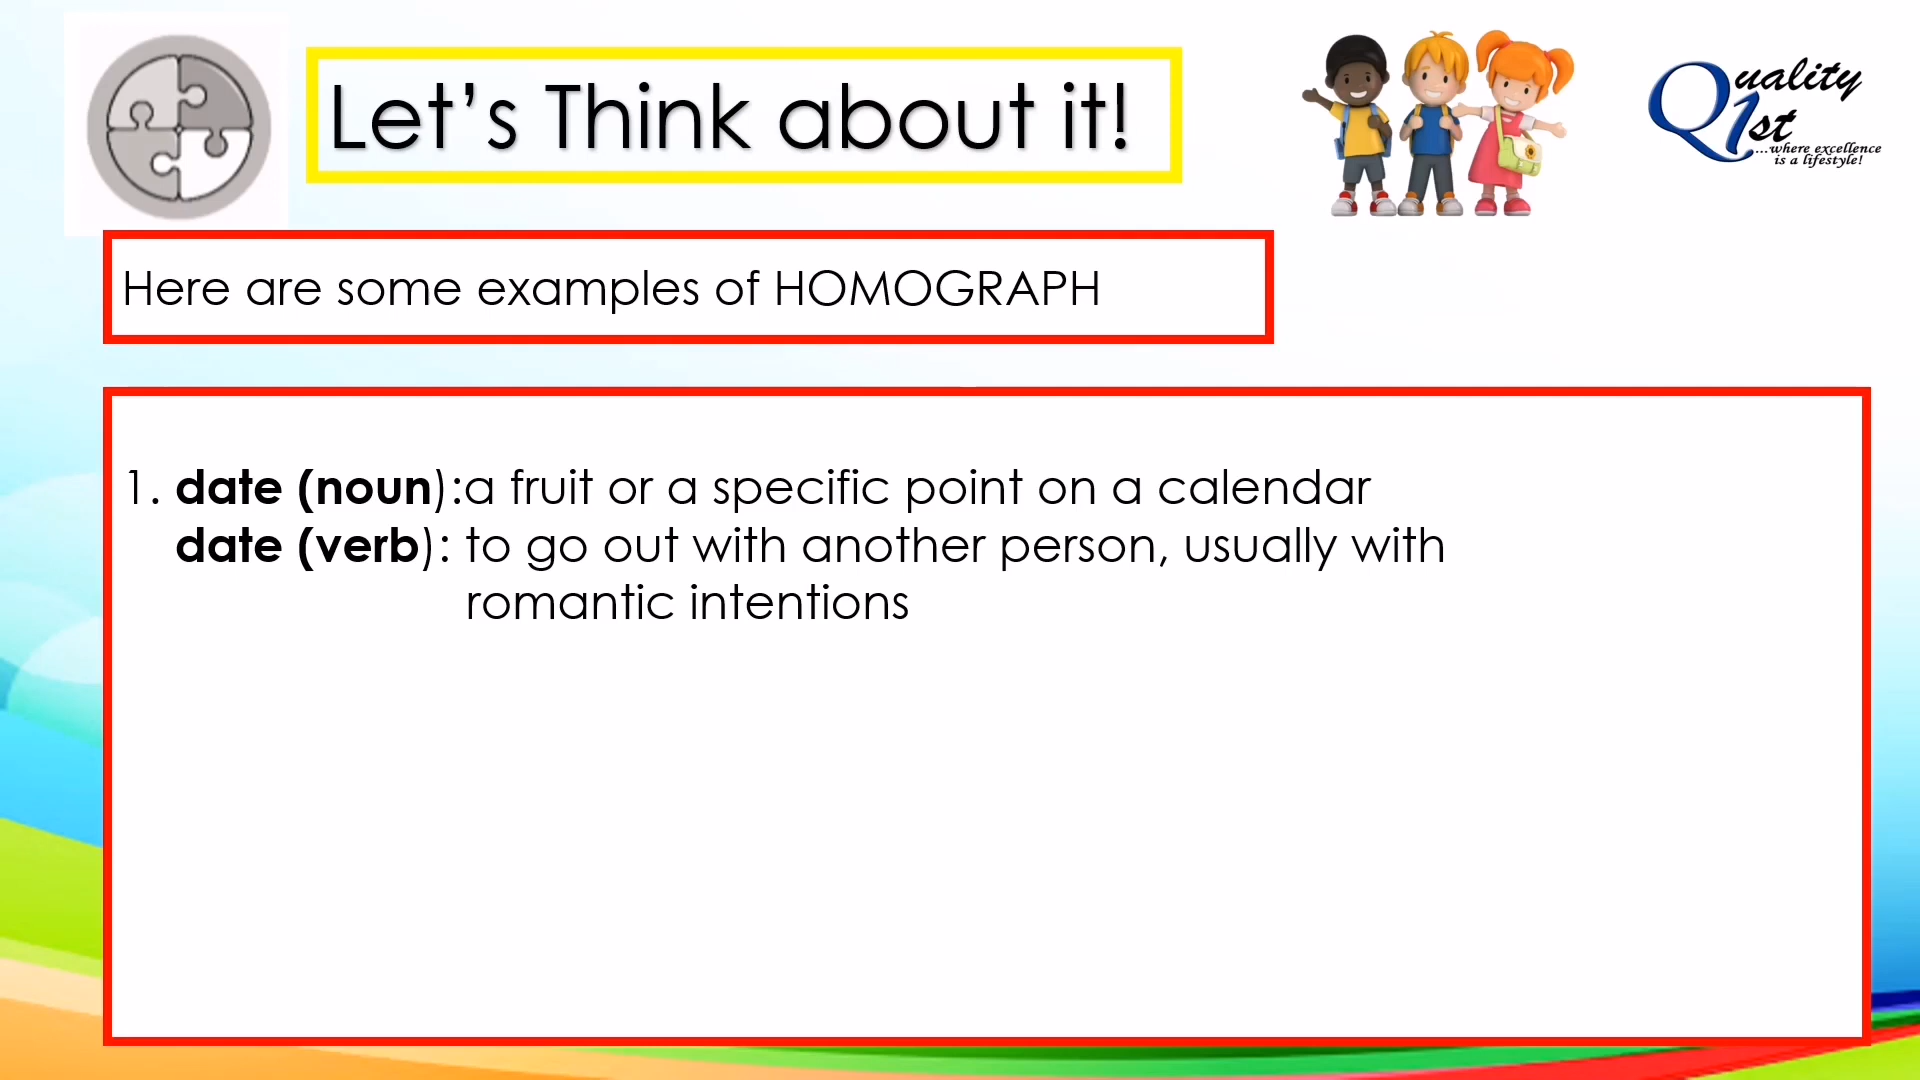 Let’s Think about it!
Quality
1st
...where excellence
is a lifestyle!
Here are some examples of HOMOGRAPH
1. date (noun):a fruit or a specific point on a calendar
date (verb): to go out with another person, usually with
romantic intentions